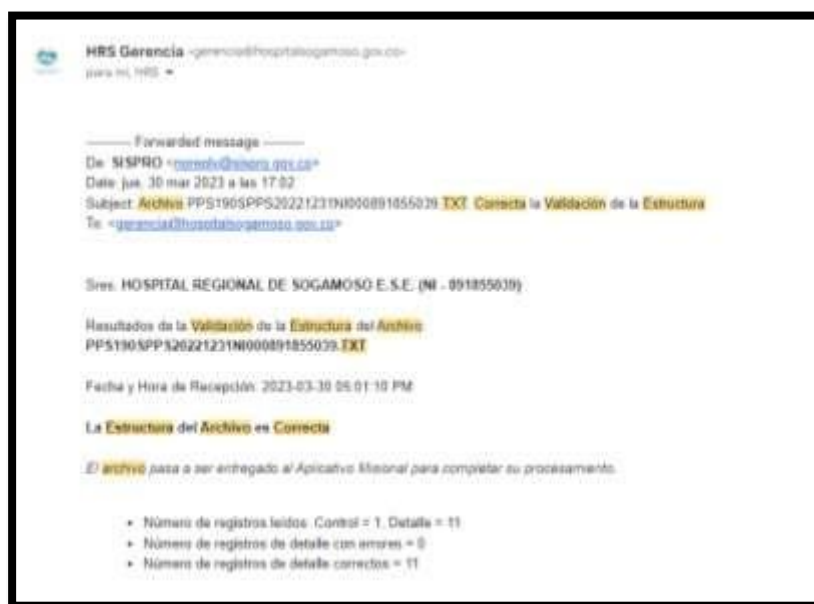 HRS Gerencia <gerencia@hospitalsogamoso.gov.co>
para mí, HRS
---------- Forwarded message ----------
De: SISPRO <noreply@sispro.gov.co>
Date: jue, 30 mar 2023 a las 17:02
Subject: Archivo PPS190SPPS20221231NI000891855039.TXT. Correcta la Validación de la Estructura
To: <gerencia@hospitalsogamoso.gov.co>
Sres. HOSPITAL REGIONAL DE SOGAMOSO E.S.E. (NI - 891855039)
Resultados de la Validación de la Estructura del Archivo
PPS190SPPS20221231NI000891855039.TXT
Fecha y Hora de Recepción: 2023-03-30 05:01:10 PM
La Estructura del Archivo es Correcta
El archivo pasa a ser entregado al Aplicativo Misional para completar su procesamiento.
• Número de registros leídos: Control = 1, Detalle = 11
• Número de registros de detalle con errores = 0
• Número de registros de detalle correctos = 11